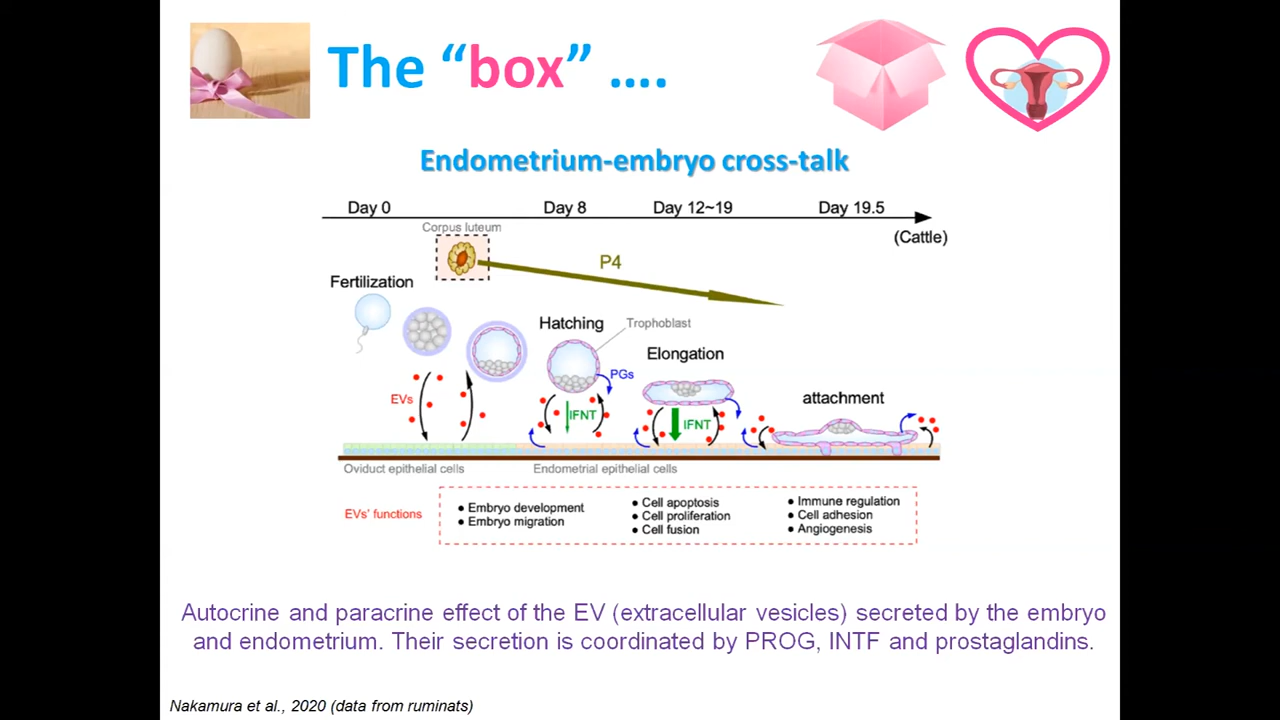 The “box” ….
Endometrium-embryo cross-talk
Day 0 Day 8 Day 12~19 Day 19.5
(Cattle)
Corpus luteum
P4
Fertilization
Hatching
Trophoblast
Elongation
PGs
attachment
EVs
IFNT
IFNT
Oviduct epithelial cells
Endometrial epithelial cells
EVs' functions
• Embryo development
• Embryo migration
• Cell apoptosis
• Cell proliferation
• Cell fusion
• Immune regulation
• Cell adhesion
• Angiogenesis
Autocrine and paracrine effect of the EV (extracellular vesicles) secreted by the embryo
and endometrium. Their secretion is coordinated by PROG, INTF and prostaglandins.
Nakamura et al., 2020 (data from ruminats)